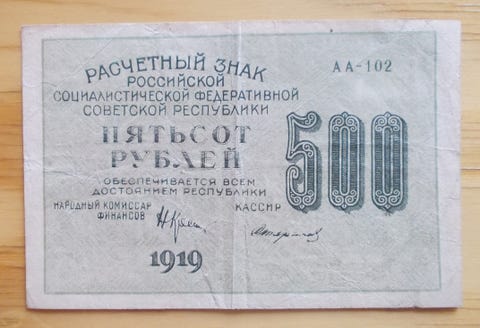 РАСЧЕТНЫЙ ЗНАК
РОССИЙСКОЙ
СОЦИАЛИСТИЧЕСКОЙ ФЕДЕРАТИВНОЙ
СОВЕТСКОЙ РЕСПУБЛИКИ
ПЯТЬСОТ
РУБЛЕЙ
ОБЕСПЕЧИВАЕТСЯ ВСЕМ
ДОСТОЯНИЕМ РЕСПУБЛИКИ
НАРОДНЫЙ КОМИССАР
ФИНАНСОВ
КАССИР
1919
АА-102
500